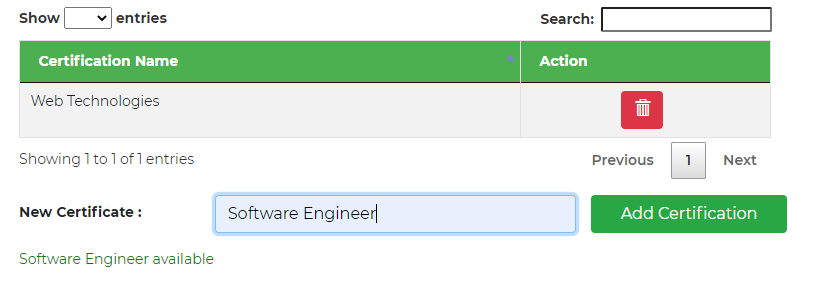 Show entries
Search:
Certification Name Action
Web Technologies
Showing 1 to 1 of 1 entries
Previous 1 Next
New Certificate : Software Engineer Add Certification
Software Engineer available